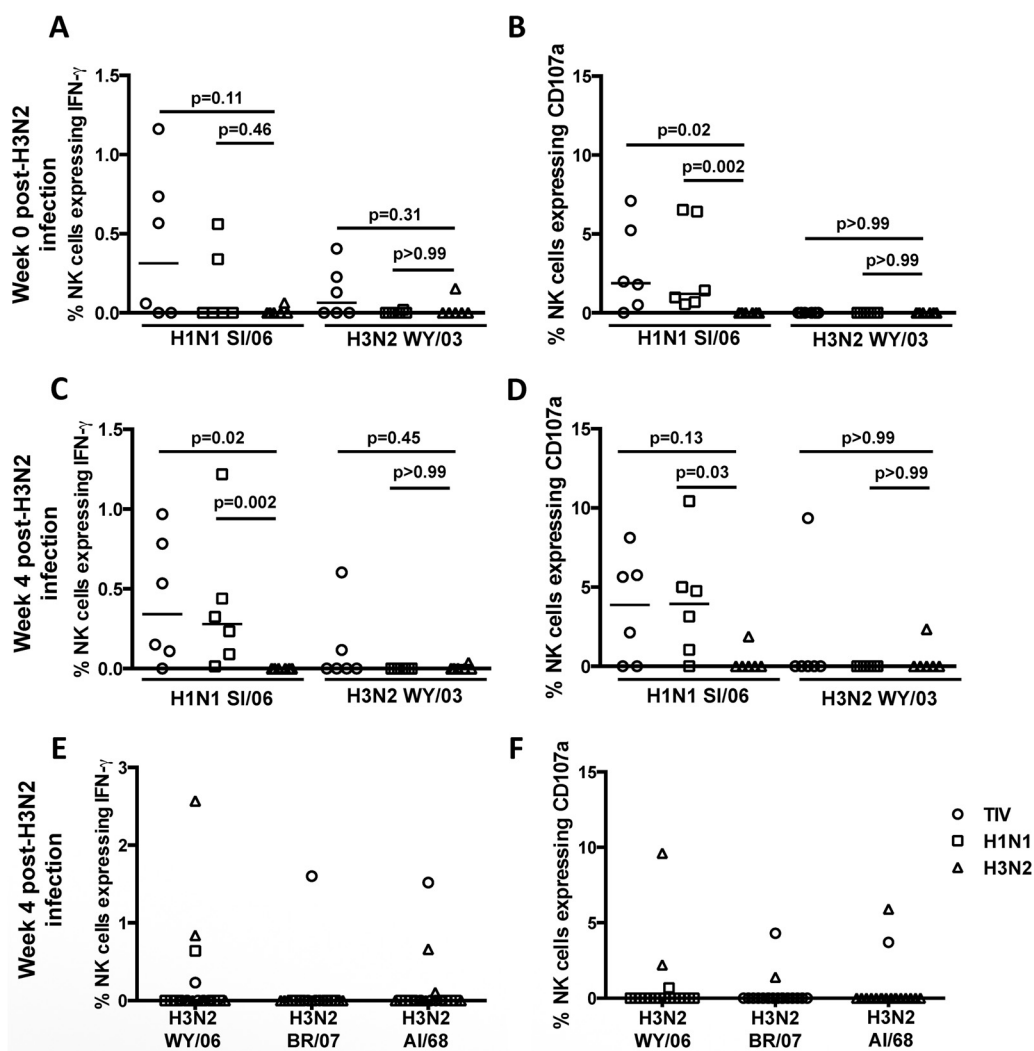 A
Week 0 post-H3N2
infection
% NK cells expressing IFN-γ
1.5
1.0
0.5
0.0
p=0.11
p=0.46
p=0.31
p>0.99
H1N1 SI/06
H3N2 WY/03
B
% NK cells expressing CD107a
15
10
5
0
p=0.02
p=0.002
p>0.99
p>0.99
H1N1 SI/06
H3N2 WY/03
C
Week 4 post-H3N2
infection
% NK cells expressing IFN-γ
1.5
1.0
0.5
0.0
p=0.02
p=0.002
p=0.45
p>0.99
H1N1 SI/06
H3N2 WY/03
D
% NK cells expressing CD107a
15
10
5
0
p=0.13
p=0.03
p>0.99
p>0.99
H1N1 SI/06
H3N2 WY/03
E
Week 4 post-H3N2
infection
% NK cells expressing IFN-γ
3
2
1
0
H3N2
WY/06
H3N2
BR/07
H3N2
AI/68
F
% NK cells expressing CD107a
15
10
5
0
H3N2
WY/06
H3N2
BR/07
H3N2
AI/68
TIV
H1N1
H3N2